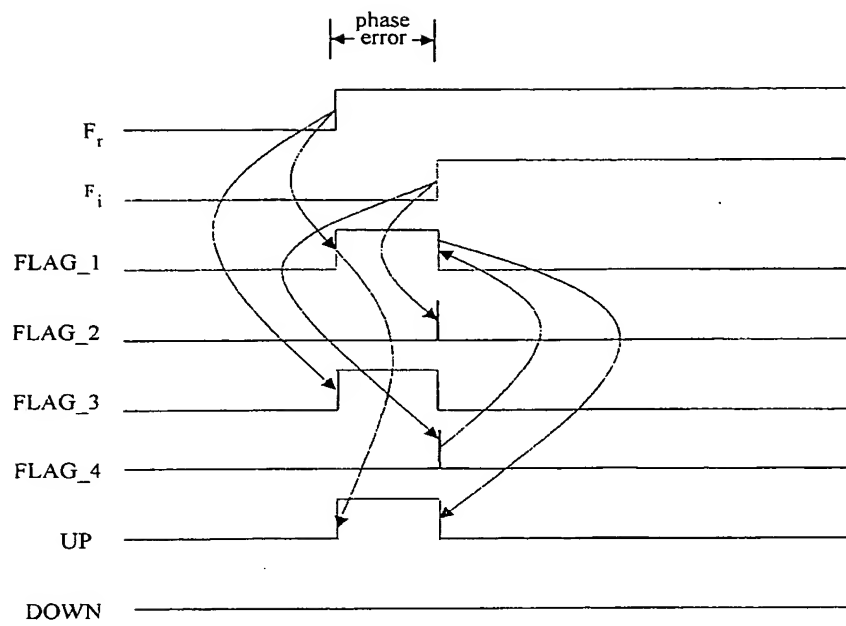 phase
error
F_r
F_i
FLAG_1
FLAG_2
FLAG_3
FLAG_4
UP
DOWN